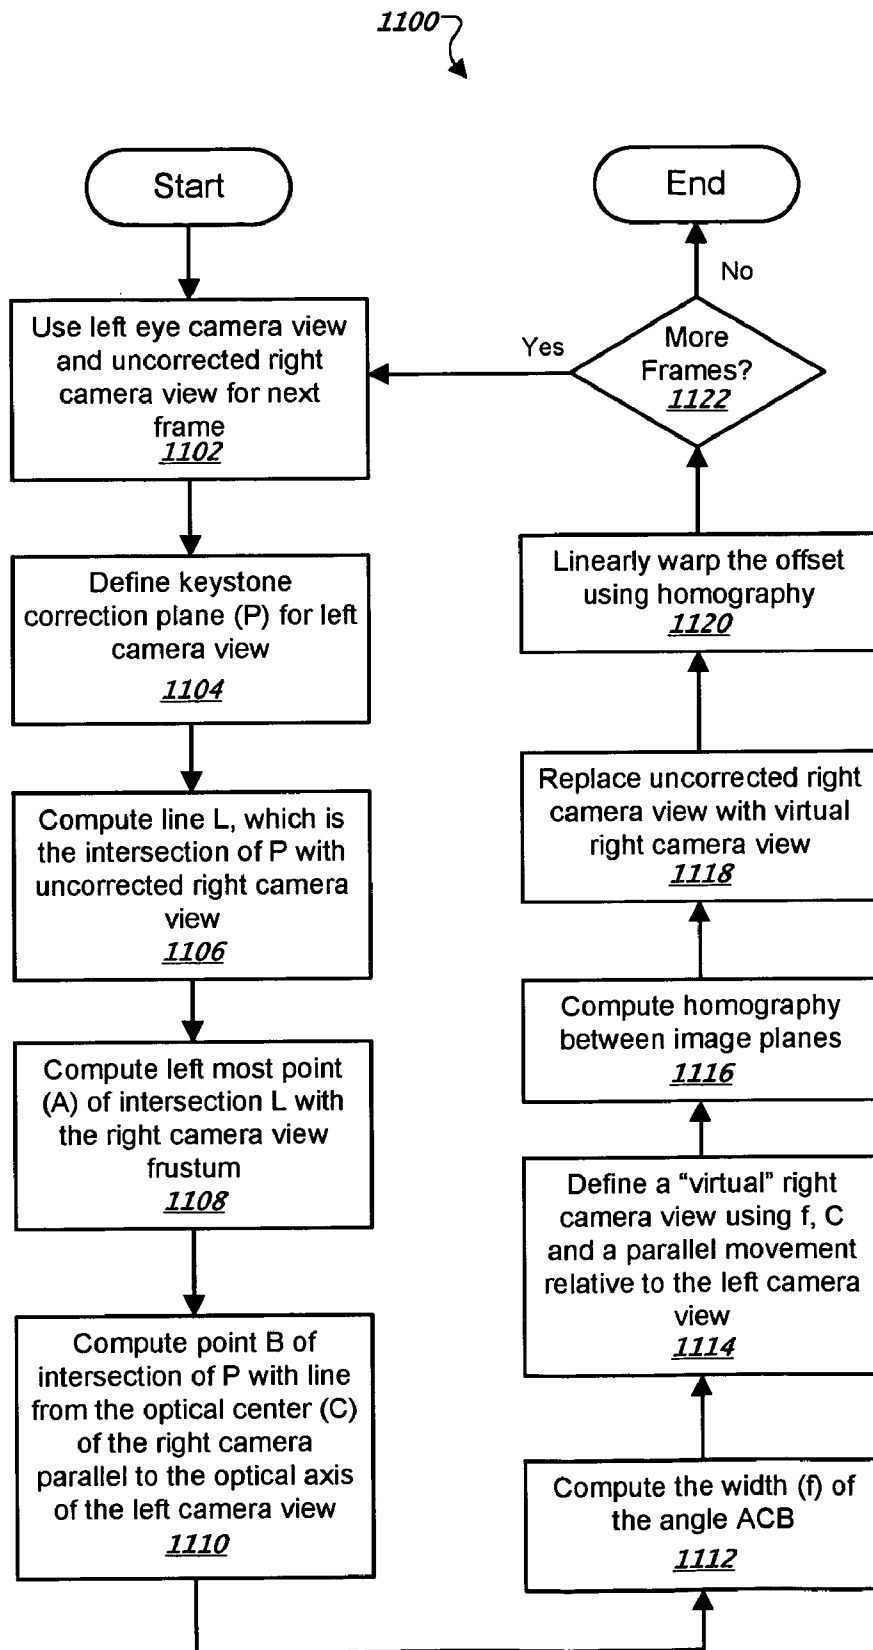 1100
Start
Use left eye camera view
and uncorrected right
camera view for next
frame
1102
Define keystone
correction plane (P) for left
camera view
1104
Compute line L, which is
the intersection of P with
uncorrected right camera
view
1106
Compute left most point
(A) of intersection L with
the right camera view
frustum
1108
Compute point B of
intersection of P with line
from the optical center (C)
of the right camera
parallel to the optical axis
of the left camera view
1110
Compute the width (f) of
the angle ACB
1112
Define a “virtual” right
camera view using f, C
and a parallel movement
relative to the left camera
view
1114
Compute homography
between image planes
1116
Replace uncorrected right
camera view with virtual
right camera view
1118
Linearly warp the offset
using homography
1120
More
Frames?
1122
Yes
No
End